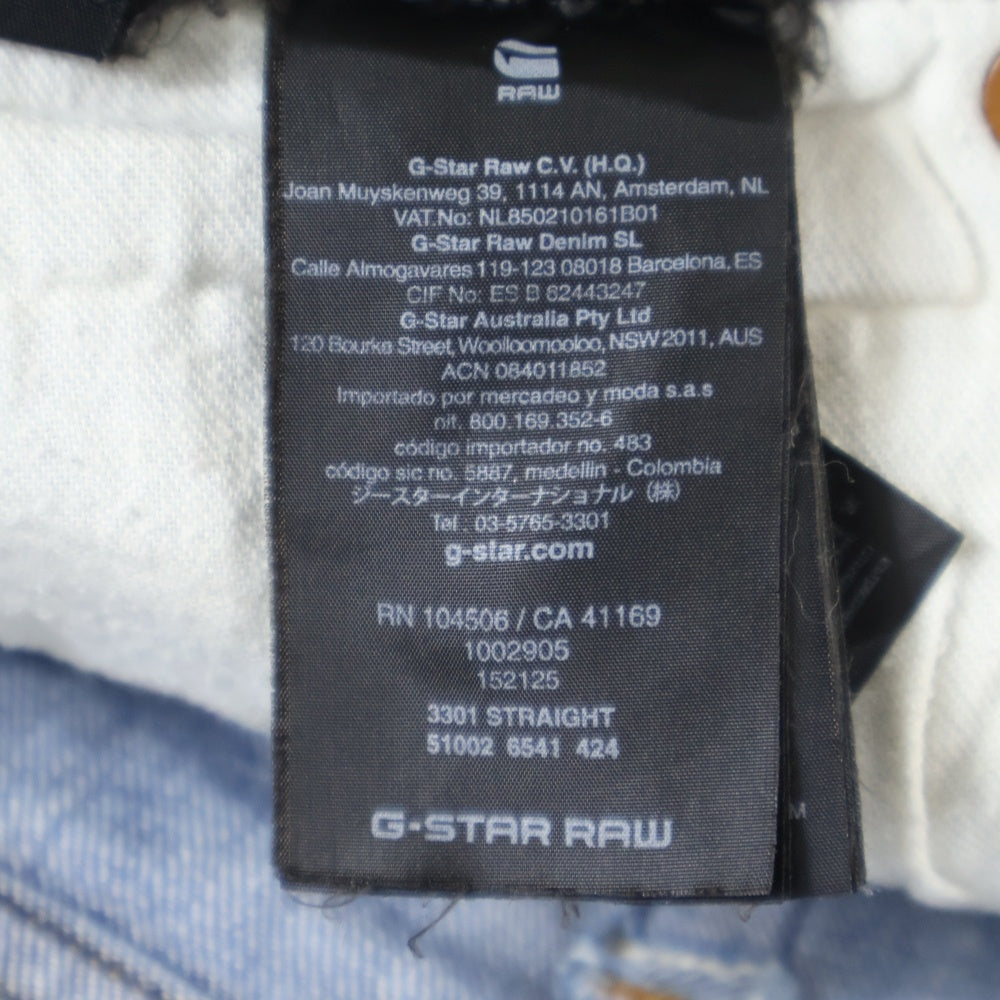 RAW
G-Star Raw C.V. (H.Q.)
Joan Muyskenweg 39, 1114 AN, Amsterdam, NL
VAT No: NL850210161B01
G-Star Raw Denim SL
Calle Almogavares 119-123 08018 Barcelona, ES
CIF No: ES B 62443247
G-Star Australia Pty Ltd
120 Bourke Street, Woolloomooloo, NSW 2011, AUS
ACN 084011852
Importado por mercadeo y moda s.a.s
nit. 800.169.352-6
código importador no. 483
código sic no. 5887, medellin - Colombia
ジースターインターナショナル (株)
Tel. 03-5765-3301
g-star.com
RN 104506 / CA 41169
1002905
152125
3301 STRAIGHT
51002 6541 424
G-STAR RAW
M